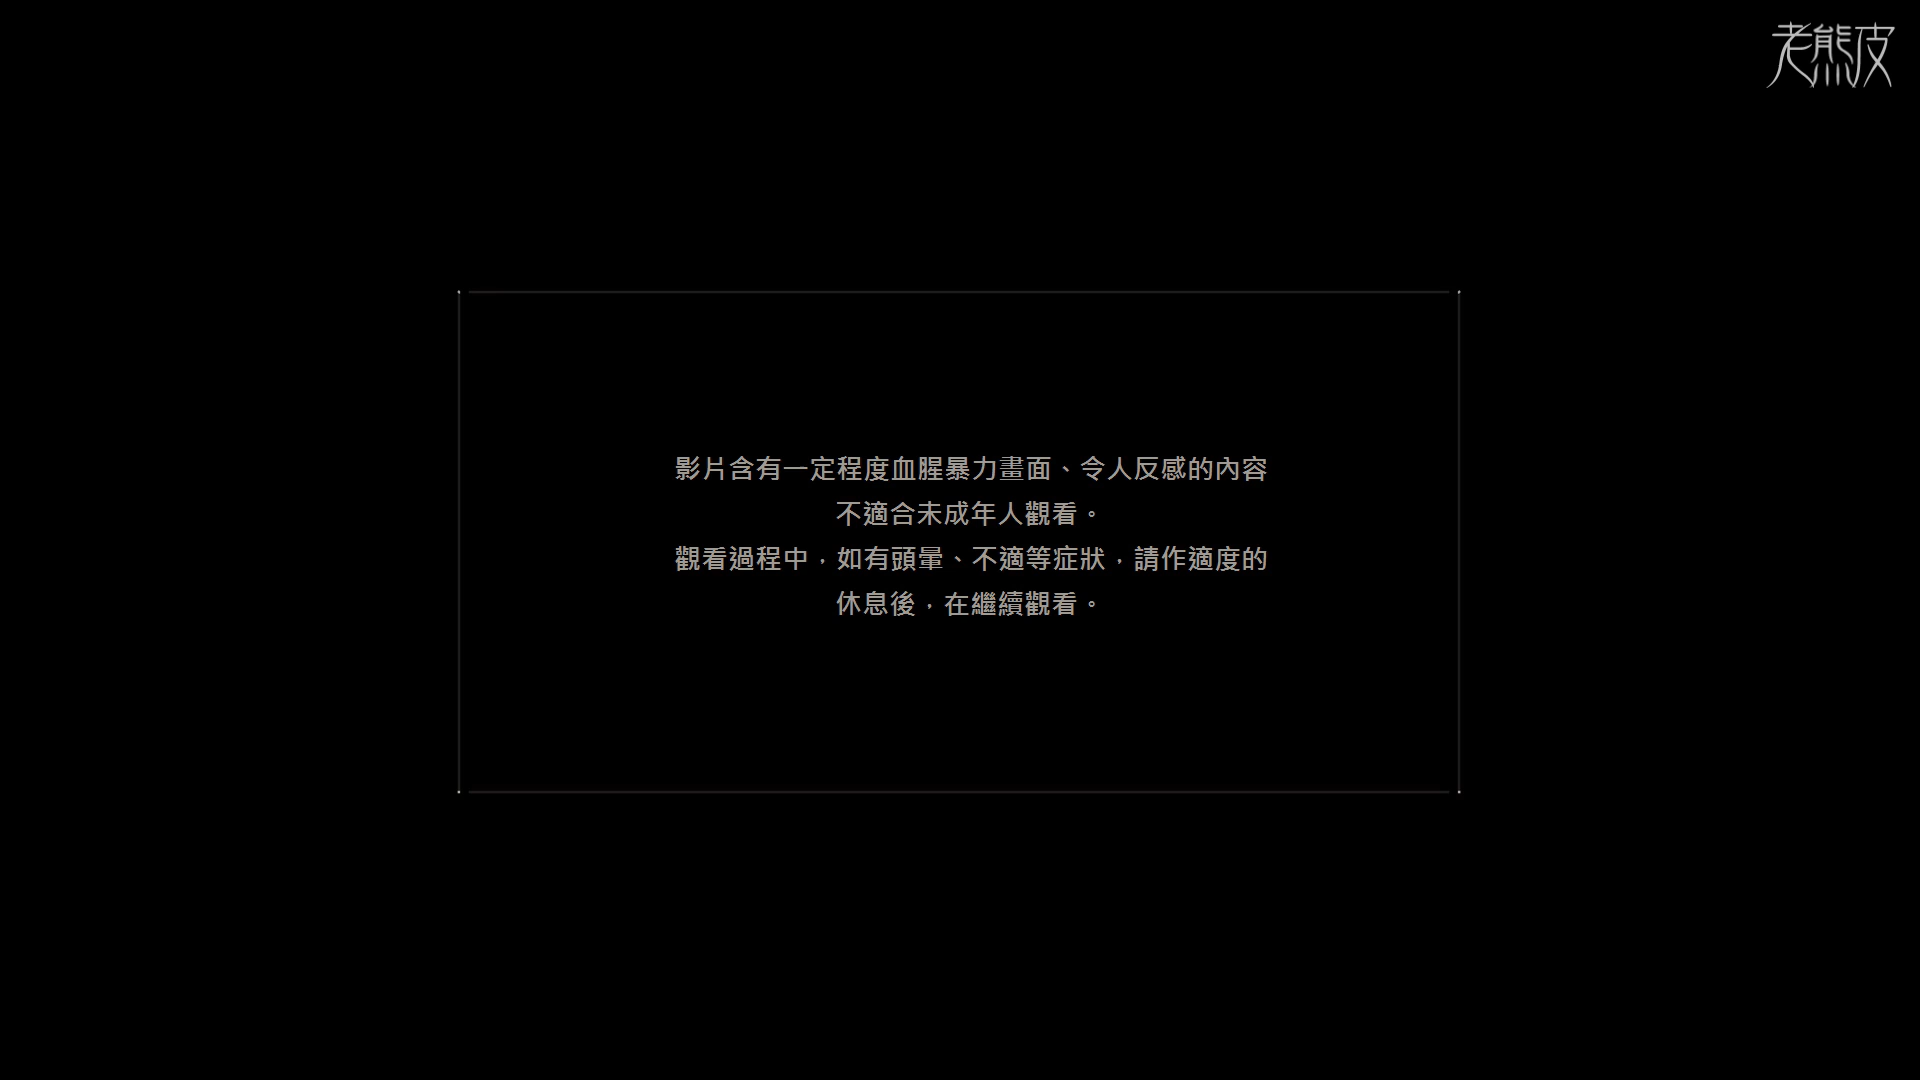 老熊皮
影片含有一定程度血腥暴力畫面、令人反感的內容
不適合未成年人觀看。
觀看過程中，如有頭暈、不適等症狀，請作適度的
休息後，在繼續觀看。